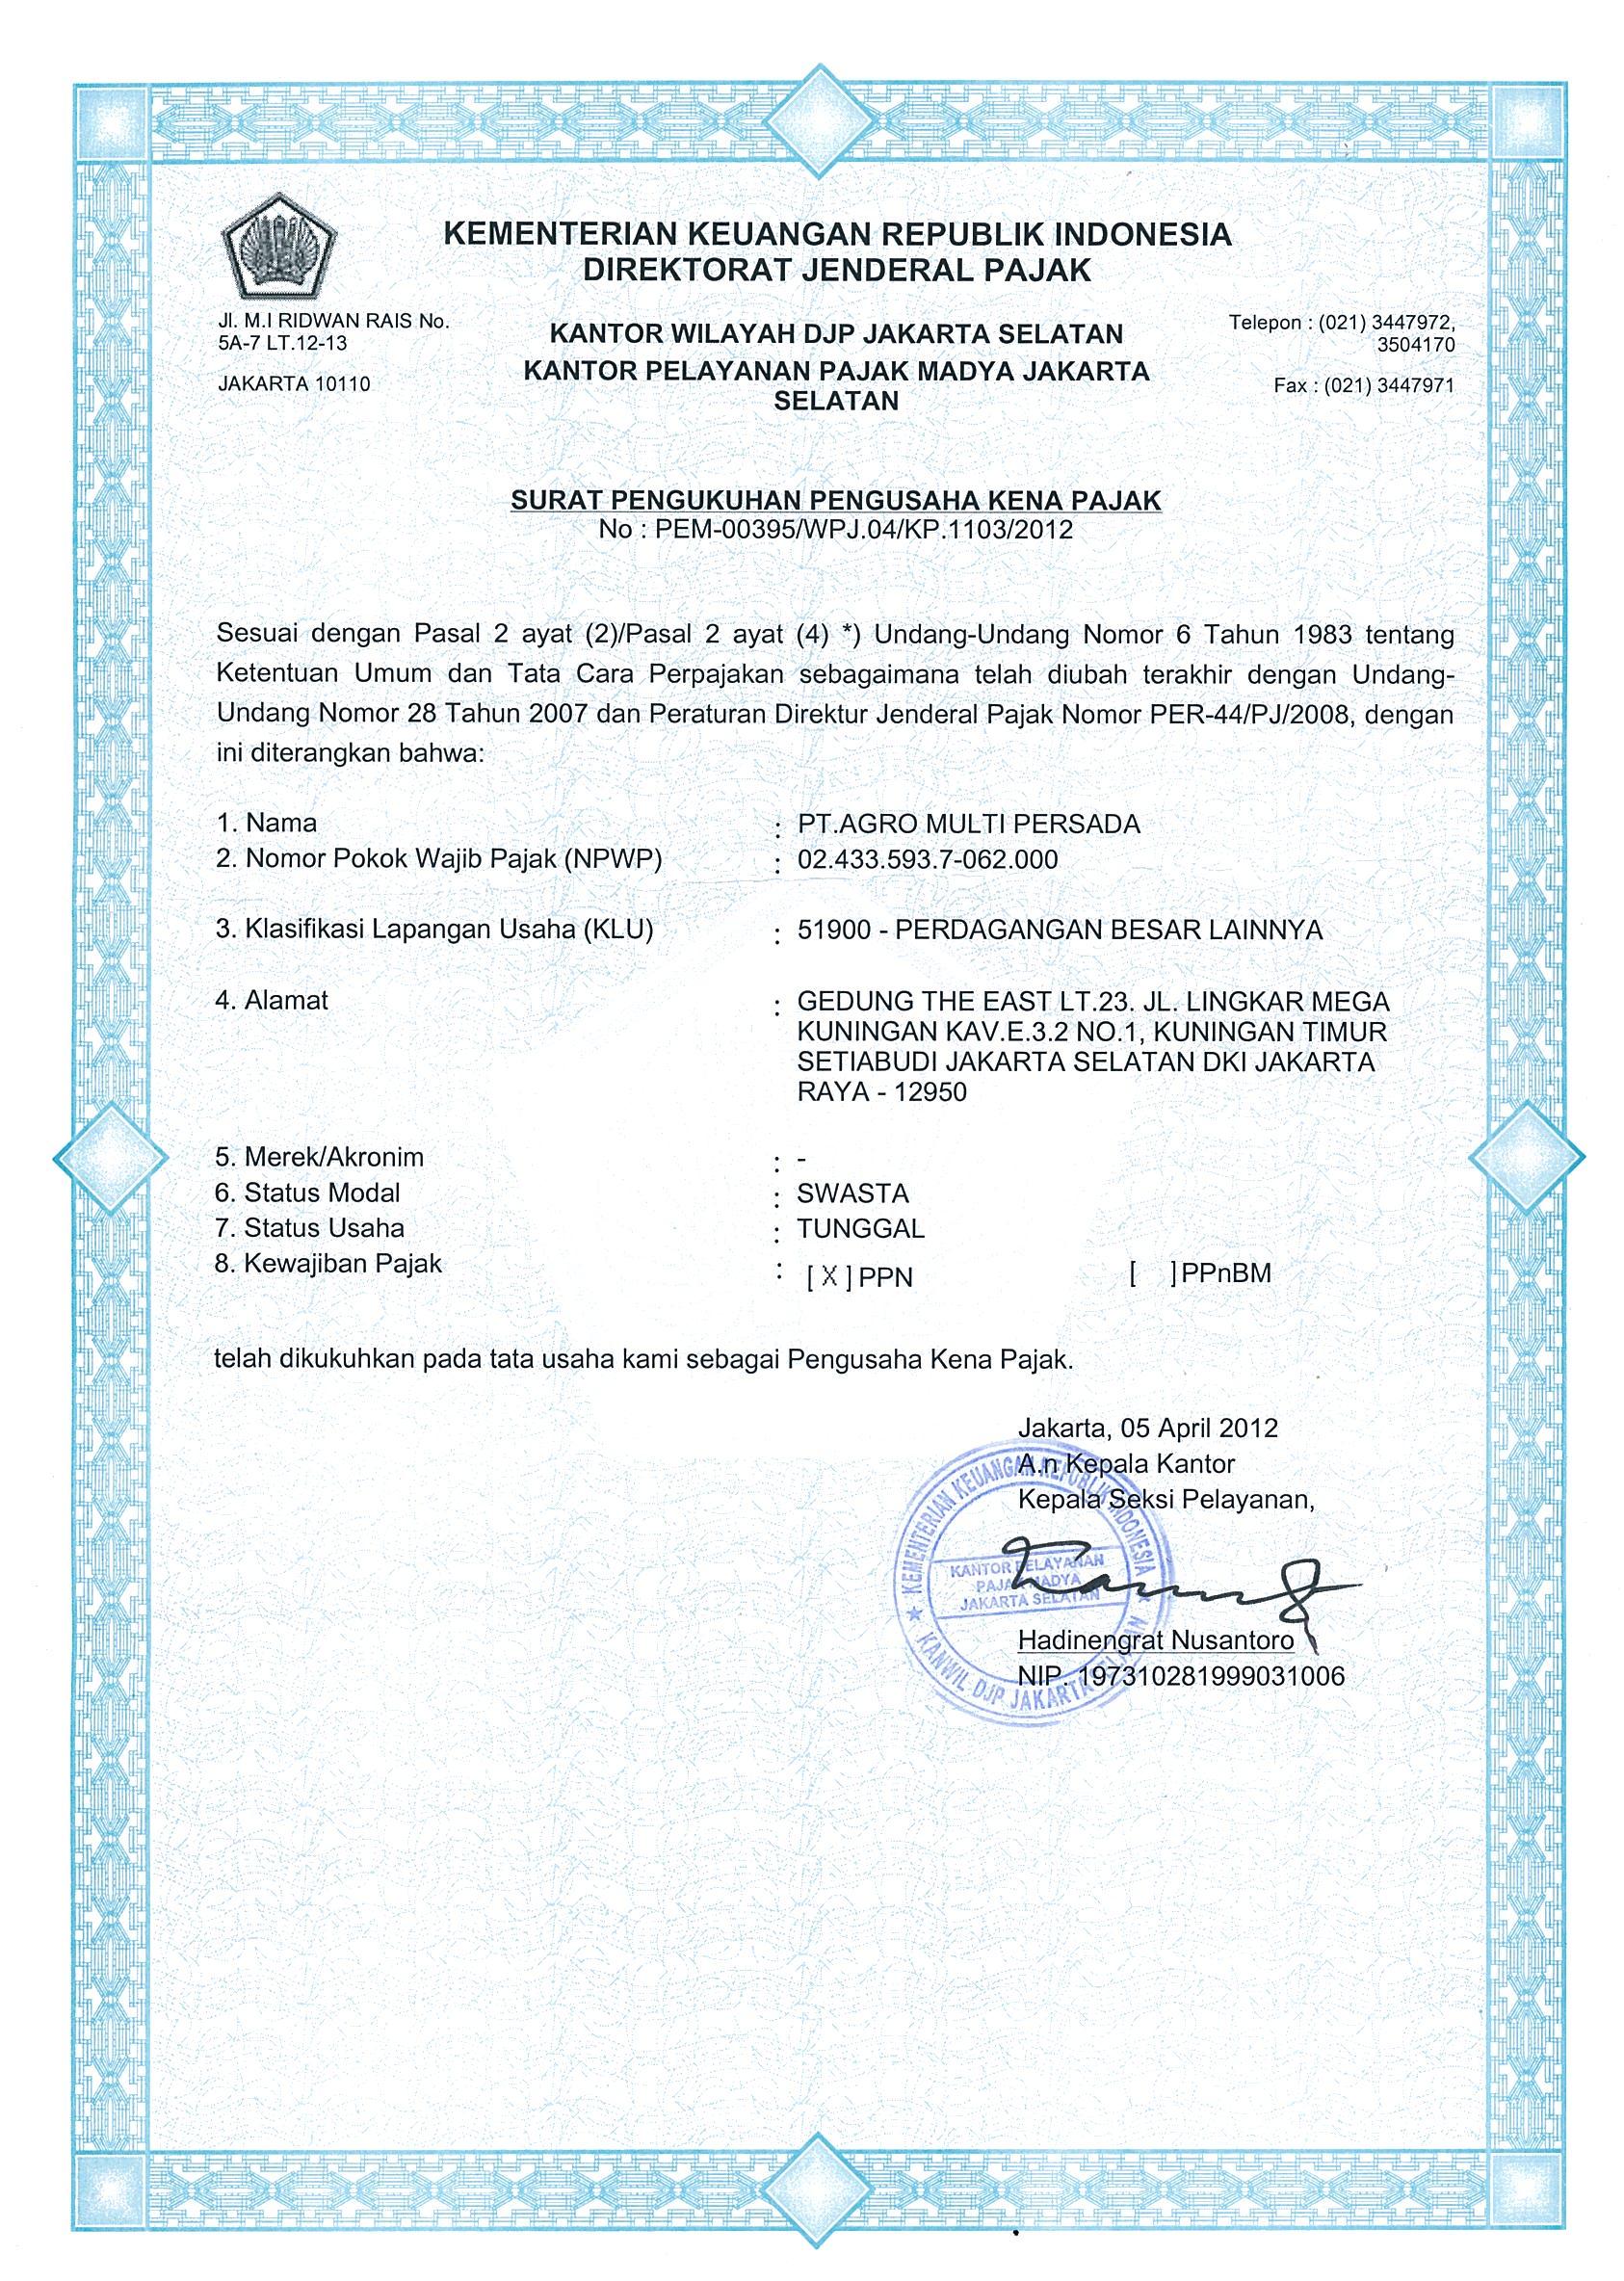 KEMENTERIAN KEUANGAN REPUBLIK INDONESIA
DIREKTORAT JENDERAL PAJAK
Jl. M.I RIDWAN RAIS No.
5A-7 LT.12-13
JAKARTA 10110
KANTOR WILAYAH DJP JAKARTA SELATAN
KANTOR PELAYANAN PAJAK MADYA JAKARTA
SELATAN
Telepon : (021) 3447972,
3504170
Fax : (021) 3447971
SURAT PENGUKUHAN PENGUSAHA KENA PAJAK
No : PEM-00395/WPJ.04/KP.1103/2012
Sesuai dengan Pasal 2 ayat (2)/Pasal 2 ayat (4) *) Undang-Undang Nomor 6 Tahun 1983 tentang
Ketentuan Umum dan Tata Cara Perpajakan sebagaimana telah diubah terakhir dengan Undang-
Undang Nomor 28 Tahun 2007 dan Peraturan Direktur Jenderal Pajak Nomor PER-44/PJ/2008, dengan
ini diterangkan bahwa:
1. Nama : PT.AGRO MULTI PERSADA
2. Nomor Pokok Wajib Pajak (NPWP) : 02.433.593.7-062.000
3. Klasifikasi Lapangan Usaha (KLU) : 51900 - PERDAGANGAN BESAR LAINNYA
4. Alamat : GEDUNG THE EAST LT.23. JL. LINGKAR MEGA
KUNINGAN KAV.E.3.2 NO.1, KUNINGAN TIMUR
SETIABUDI JAKARTA SELATAN DKI JAKARTA
RAYA - 12950
5. Merek/Akronim : -
6. Status Modal : SWASTA
7. Status Usaha : TUNGGAL
8. Kewajiban Pajak : [ X ] PPN [ ] PPnBM
telah dikukuhkan pada tata usaha kami sebagai Pengusaha Kena Pajak.
Jakarta, 05 April 2012
A.n Kepala Kantor
Kepala Seksi Pelayanan,
KEMENTERIAN KEUANGAN REPUBLIK INDONESIA
KANTOR PELAYANAN
PAJAK MADYA
JAKARTA SELATAN
KANWIL DJP JAKARTA SELATAN
Hadinengrat Nusantoro
NIP. 197310281999031006